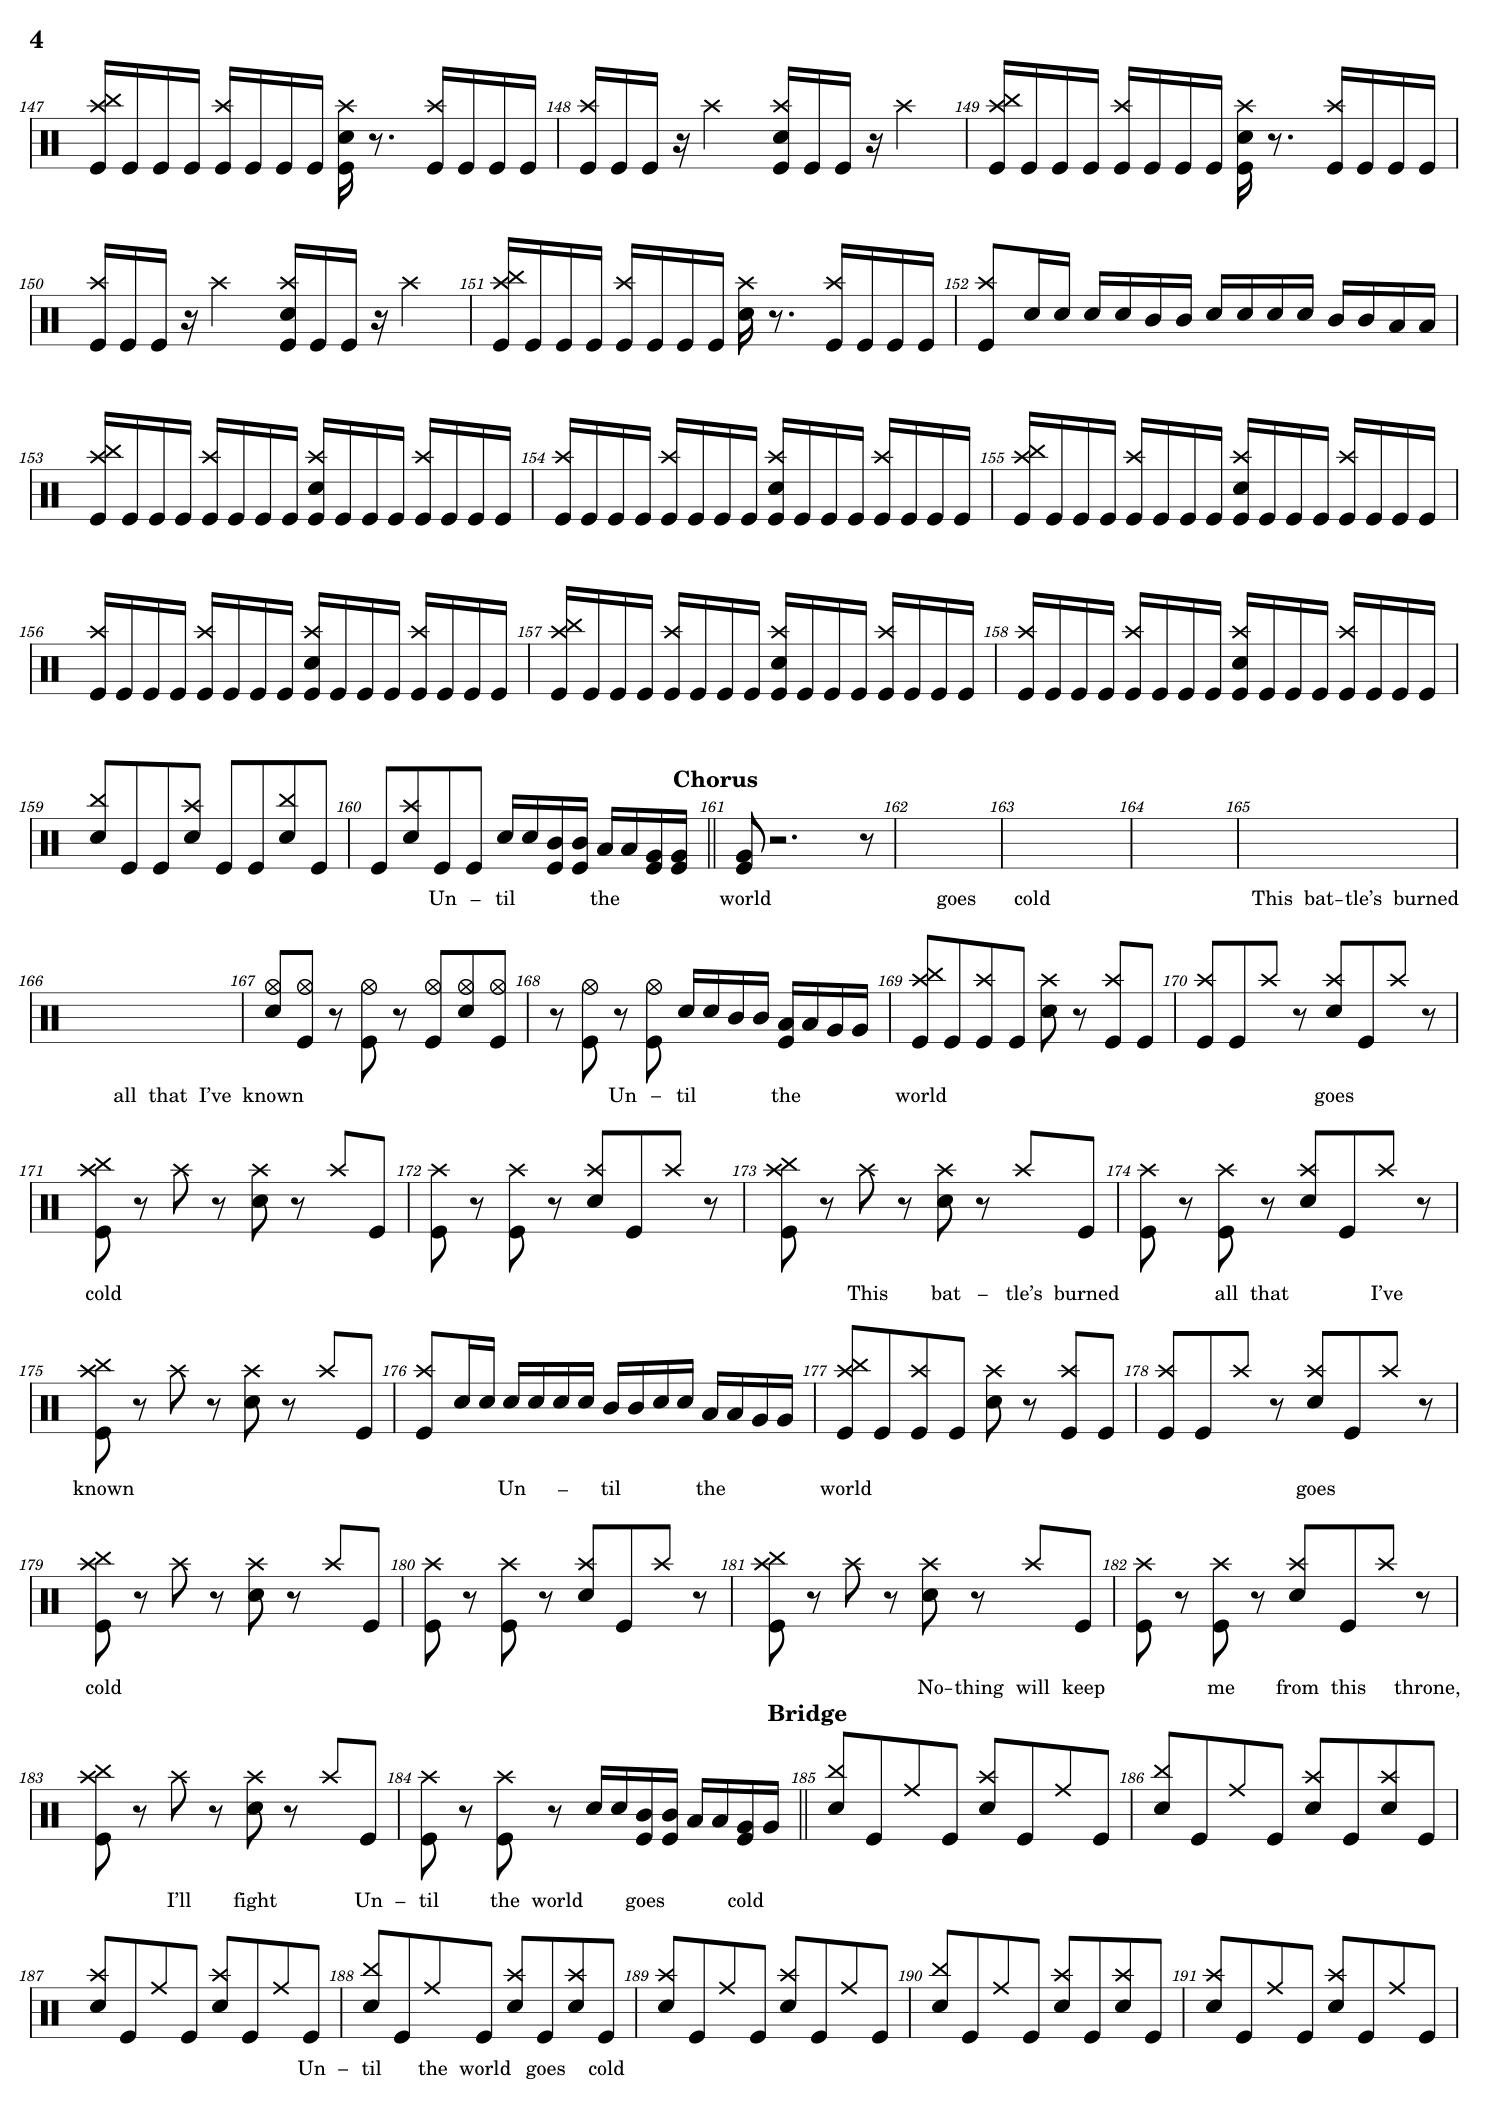 4
147 148 149
150 151 152
153 154 155
156 157 158
Chorus
159 160 161 162 163 164 165
Un – til the world goes cold This bat – tle’s burned
166 167 168 169 170
all that I’ve known Un – til the world goes
171 172 173 174
cold This bat – tle’s burned all that I’ve
175 176 177 178
known Un – til the world goes
179 180 181 182
cold No – thing will keep me from this throne,
Bridge
183 184 185 186
I’ll fight Un – til the world goes cold
187 188 189 190 191
Un – til the world goes cold